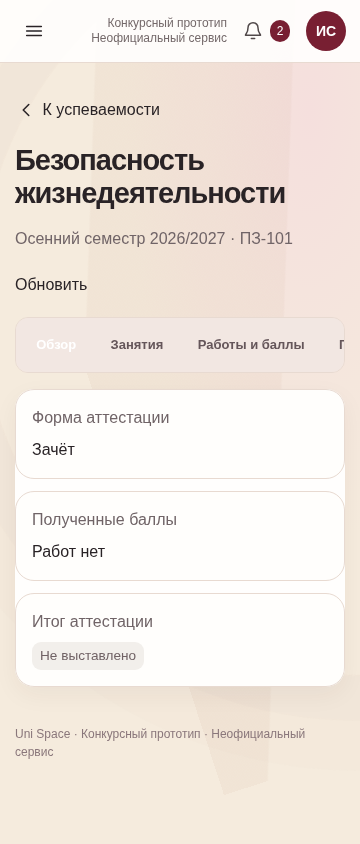 Конкурсный прототип
Неофициальный сервис
2
ИС
К успеваемости
Безопасность
жизнедеятельности
Осенний семестр 2026/2027 · ПЗ-101
Обновить
Обзор Занятия Работы и баллы
Форма аттестации
Зачёт
Полученные баллы
Работ нет
Итог аттестации
Не выставлено
Uni Space · Конкурсный прототип · Неофициальный
сервис